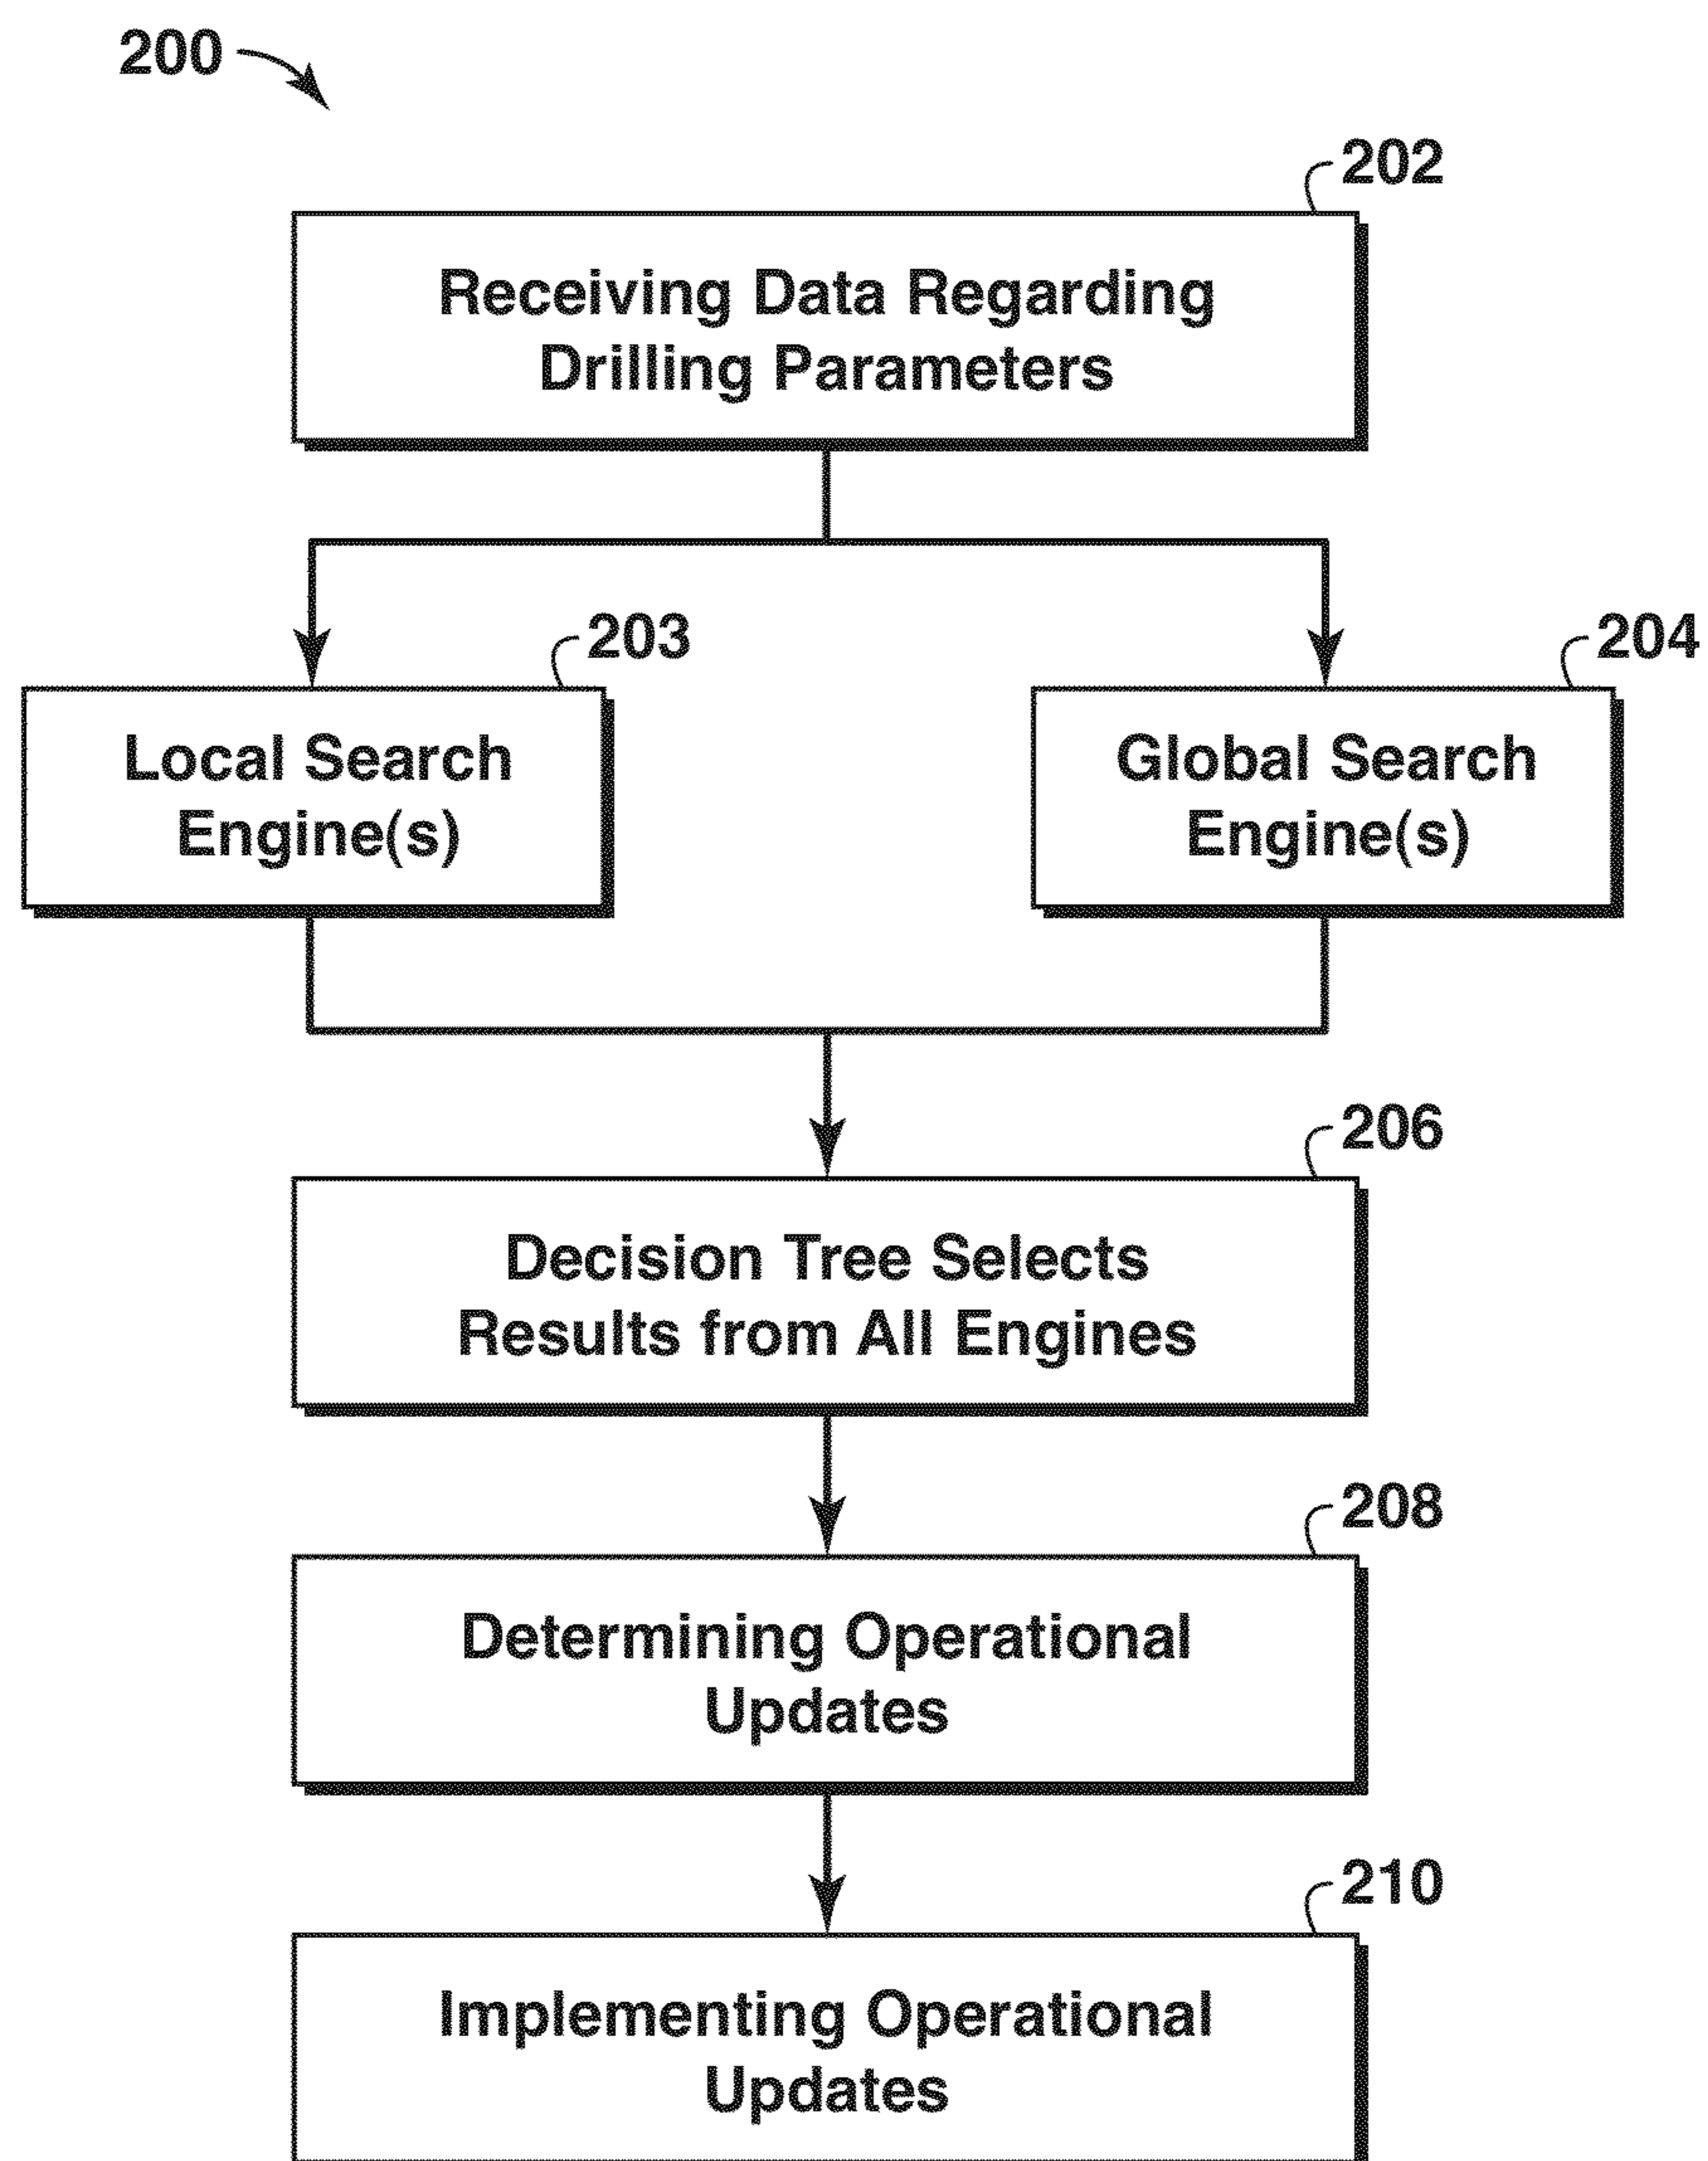 200
202
Receiving Data Regarding
Drilling Parameters
203
204
Local Search
Engine(s)
Global Search
Engine(s)
206
Decision Tree Selects
Results from All Engines
208
Determining Operational
Updates
210
Implementing Operational
Updates